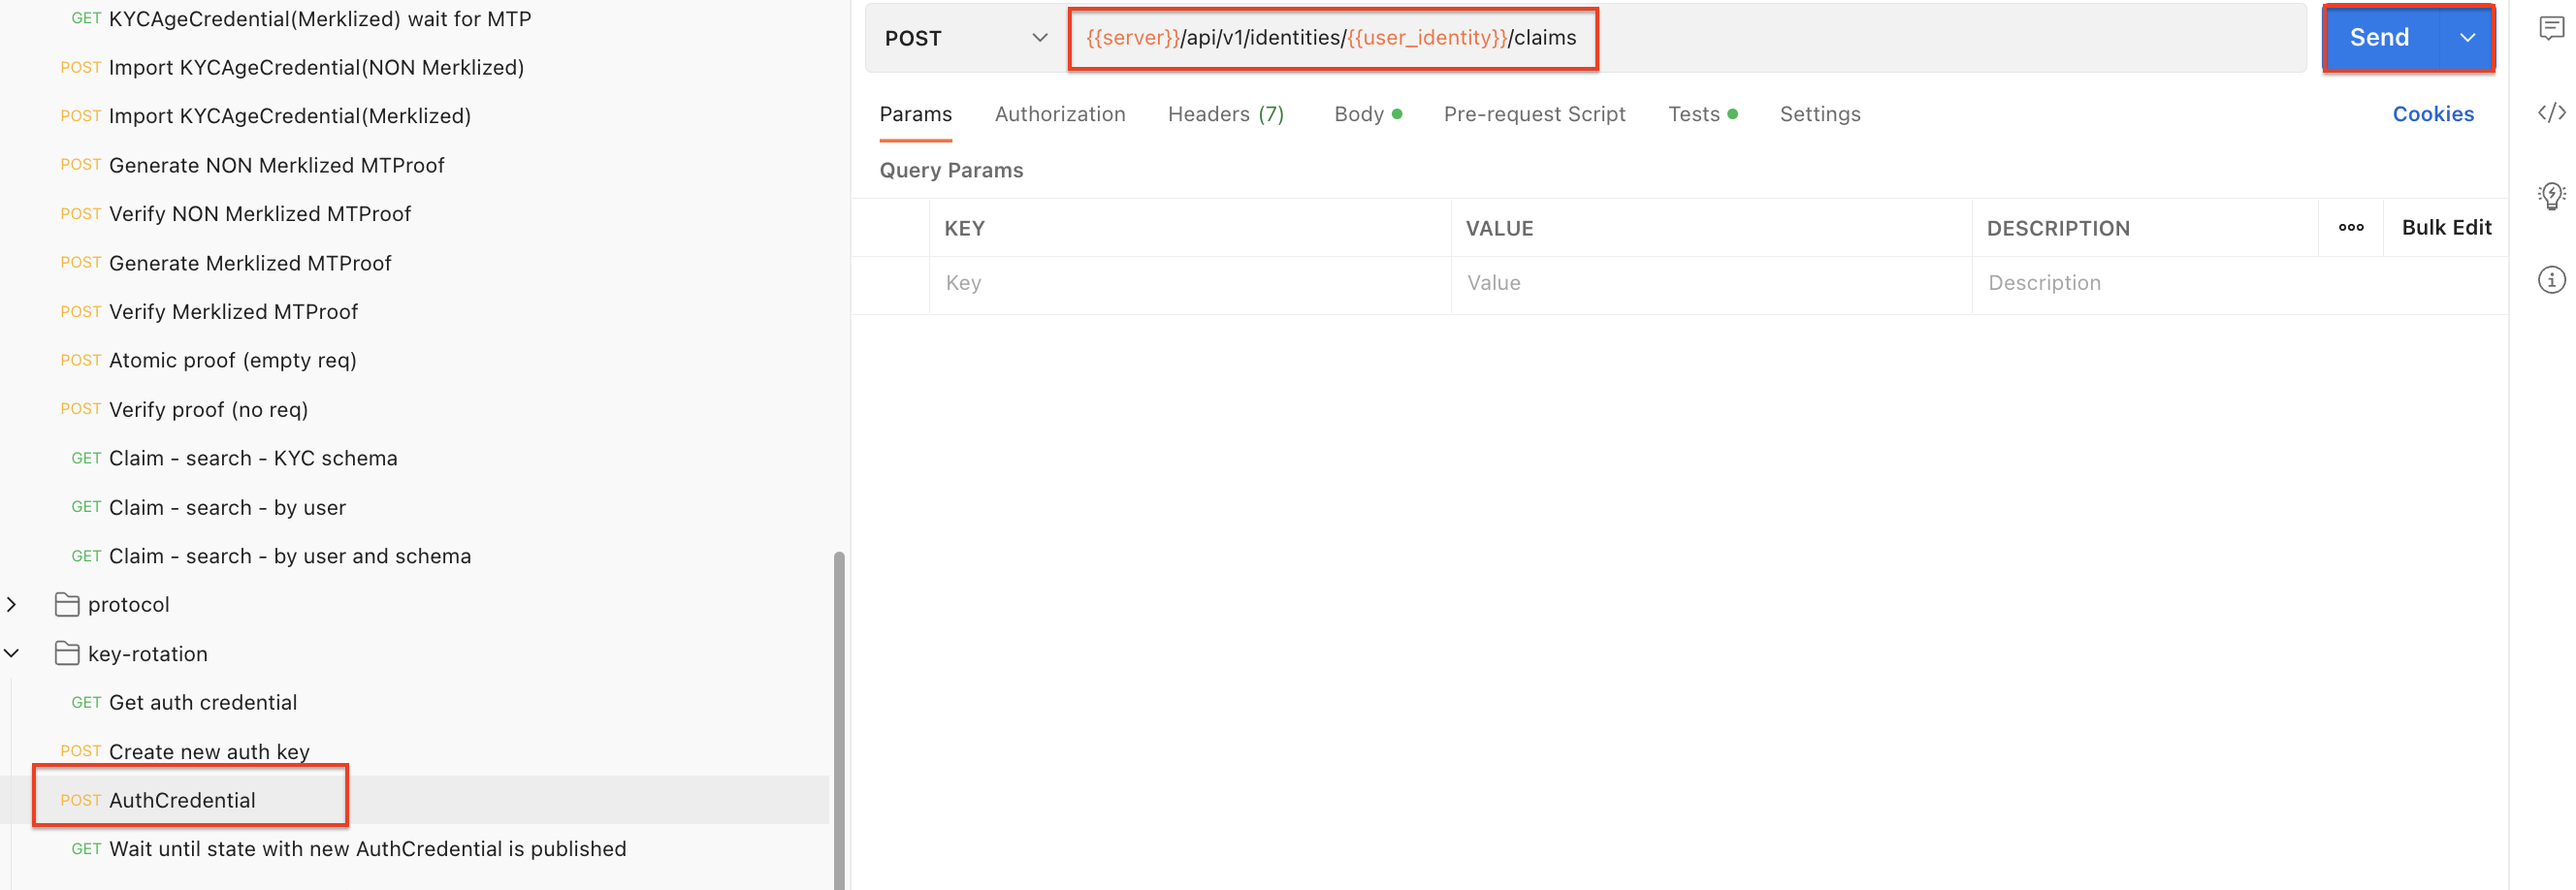 GET KYCAgeCredential(Merklized) wait for MTP
POST Import KYCAgeCredential(NON Merklized)
POST Import KYCAgeCredential(Merklized)
POST Generate NON Merklized MTProof
POST Verify NON Merklized MTProof
POST Generate Merklized MTProof
POST Verify Merklized MTProof
POST Atomic proof (empty req)
POST Verify proof (no req)
GET Claim - search - KYC schema
GET Claim - search - by user
GET Claim - search - by user and schema
protocol
key-rotation
GET Get auth credential
POST Create new auth key
POST AuthCredential
GET Wait until state with new AuthCredential is published
POST {{server}}/api/v1/identities/{{user_identity}}/claims Send
Params Authorization Headers (7) Body Pre-request Script Tests Settings Cookies
Query Params
KEY VALUE DESCRIPTION Bulk Edit
Key Value Description